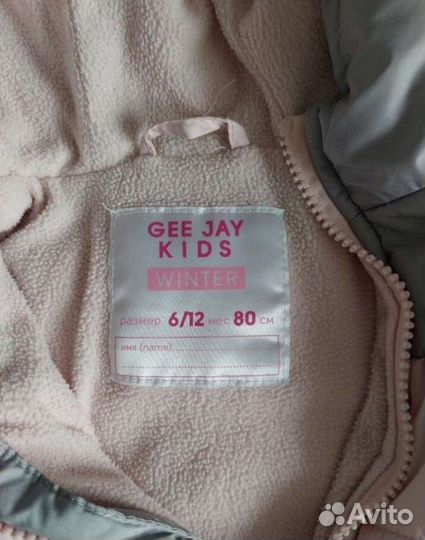 GEE JAY
KIDS
WINTER
размер 6/12 мес 80 см
имя (name)
Avito